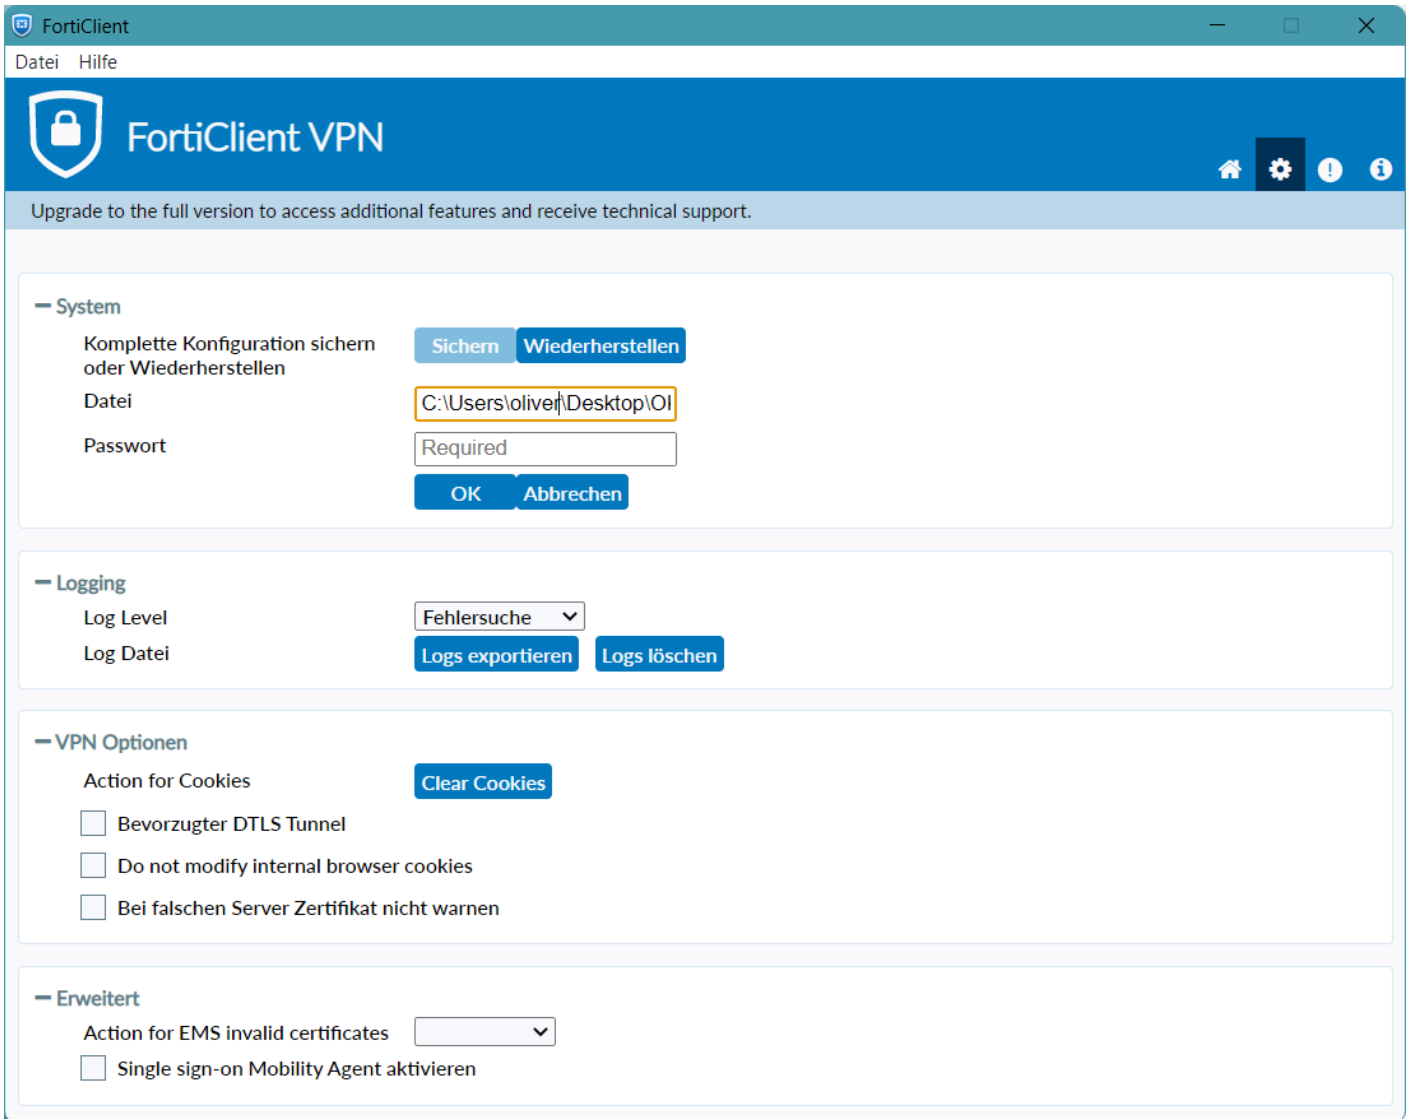 FortiClient
Datei Hilfe
FortiClient VPN
Upgrade to the full version to access additional features and receive technical support.
System
Komplette Konfiguration sichern oder Wiederherstellen
Sichern Wiederherstellen
Datei C:\Users\oliver\Desktop\Ol
Passwort Required
OK Abbrechen
Logging
Log Level Fehlersuche
Log Datei Logs exportieren Logs löschen
VPN Optionen
Action for Cookies Clear Cookies
Bevorzugter DTLS Tunnel
Do not modify internal browser cookies
Bei falschen Server Zertifikat nicht warnen
Erweitert
Action for EMS invalid certificates
Single sign-on Mobility Agent aktivieren